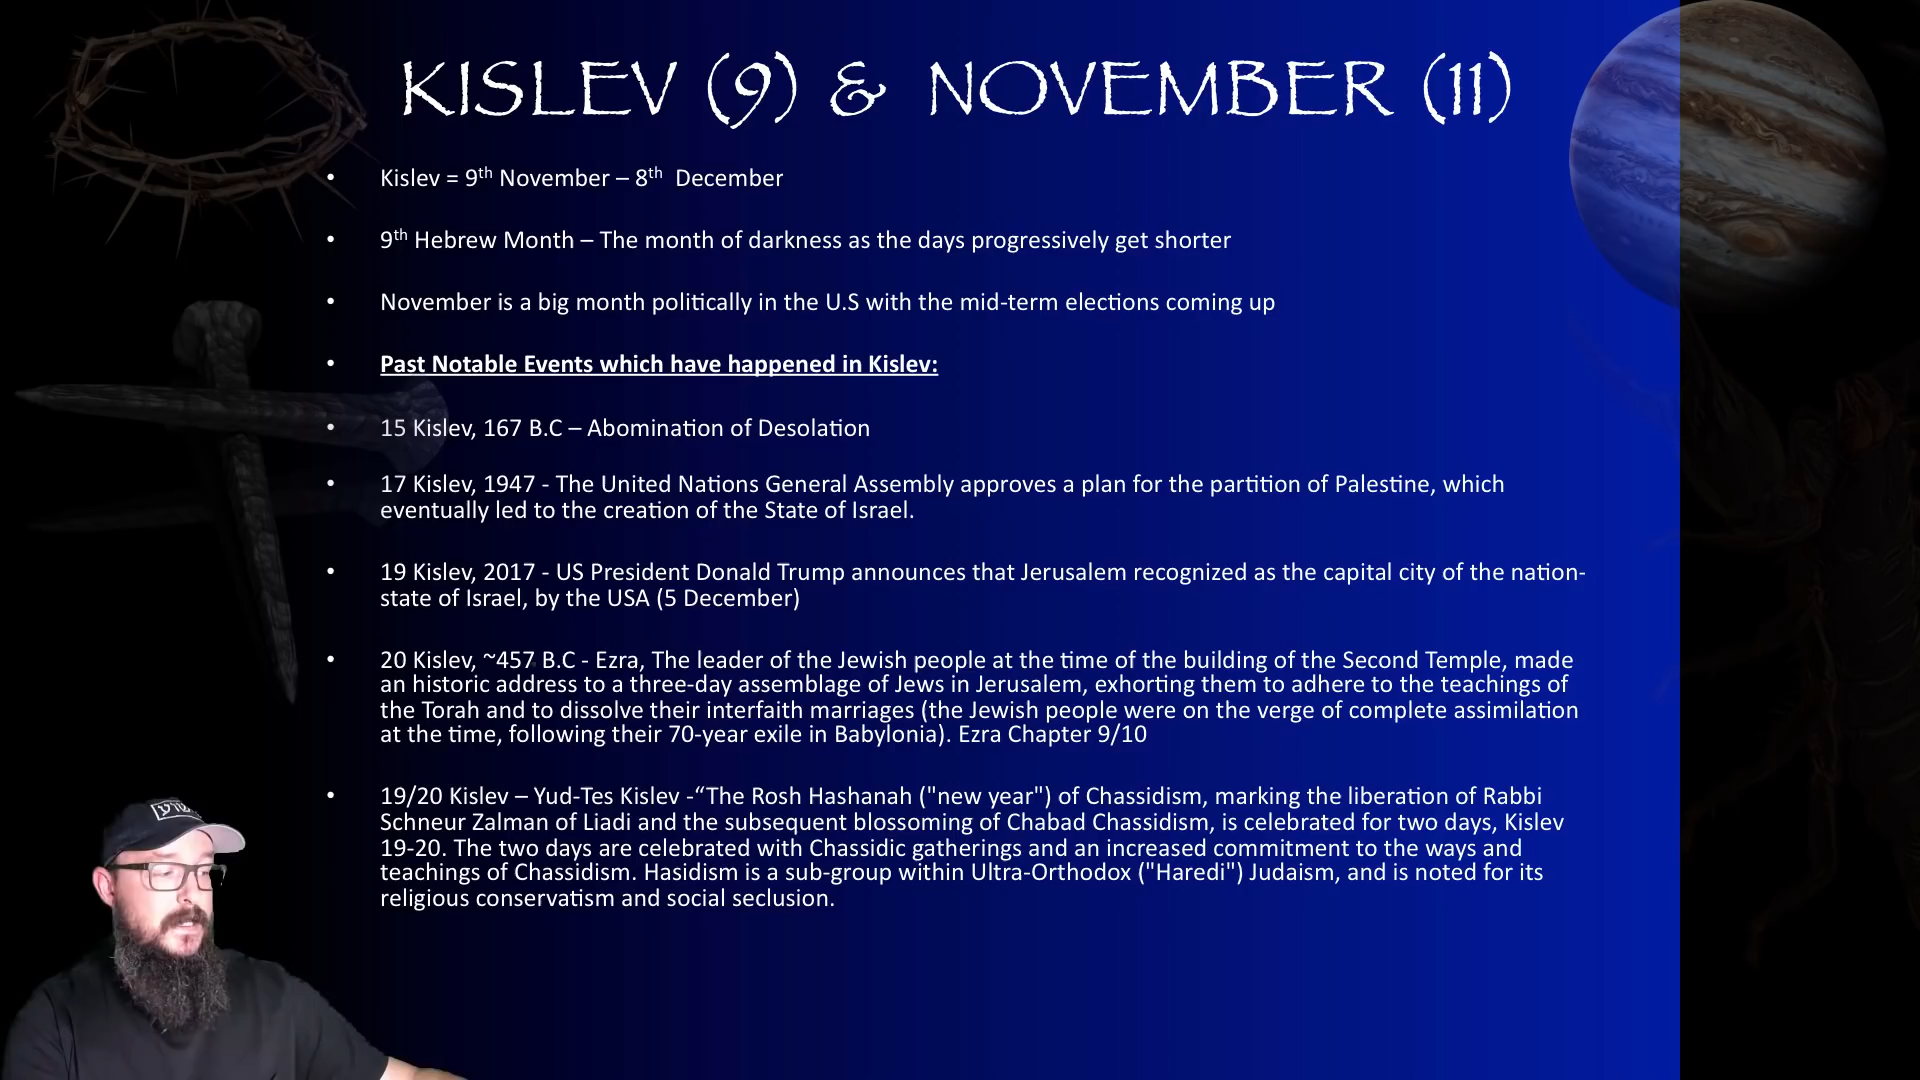 KISLEV (9) & NOVEMBER (11)
• Kislev = 9th November – 8th December
• 9th Hebrew Month – The month of darkness as the days progressively get shorter
• November is a big month politically in the U.S with the mid-term elections coming up
• Past Notable Events which have happened in Kislev:
• 15 Kislev, 167 B.C – Abomination of Desolation
• 17 Kislev, 1947 - The United Nations General Assembly approves a plan for the partition of Palestine, which
eventually led to the creation of the State of Israel.
• 19 Kislev, 2017 - US President Donald Trump announces that Jerusalem recognized as the capital city of the nation-
state of Israel, by the USA (5 December)
• 20 Kislev, ~457 B.C - Ezra, The leader of the Jewish people at the time of the building of the Second Temple, made
an historic address to a three-day assemblage of Jews in Jerusalem, exhorting them to adhere to the teachings of
the Torah and to dissolve their interfaith marriages (the Jewish people were on the verge of complete assimilation
at the time, following their 70-year exile in Babylonia). Ezra Chapter 9/10
• 19/20 Kislev – Yud-Tes Kislev -“The Rosh Hashanah ("new year") of Chassidism, marking the liberation of Rabbi
Schneur Zalman of Liadi and the subsequent blossoming of Chabad Chassidism, is celebrated for two days, Kislev
19-20. The two days are celebrated with Chassidic gatherings and an increased commitment to the ways and
teachings of Chassidism. Hasidism is a sub-group within Ultra-Orthodox ("Haredi") Judaism, and is noted for its
religious conservatism and social seclusion.